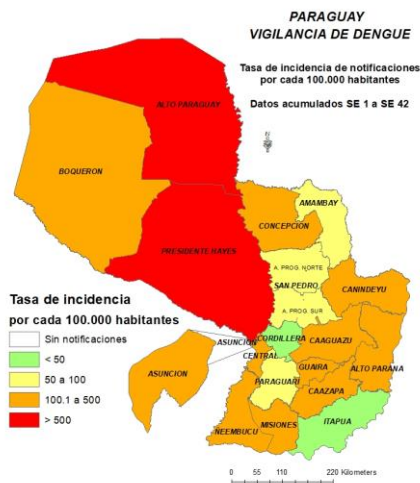 PARAGUAY
VIGILANCIA DE DENGUE
Tasa de incidencia de notificaciones
por cada 100.000 habitantes
Datos acumulados SE 1 a SE 42
ALTO PARAGUAY
BOQUERON
AMAMBAY
CONCEPCION
PRESIDENTE HAYES
A. PROG. NORTE
SAN PEDRO
CANINDEYU
A. PROG. SUR
Tasa de incidencia
por cada 100.000 habitantes
Sin notificaciones
< 50
50 a 100
100.1 a 500
> 500
ASUNCION
CORDILLERA
CAAGUAZU
CENTRAL
ASUNCION
GUAIRA
ALTO PARANA
PARAGUARI
CAAZAPA
ITAPUA
MISIONES
ÑEEMBUCU
0 55 110 220 Kilometers